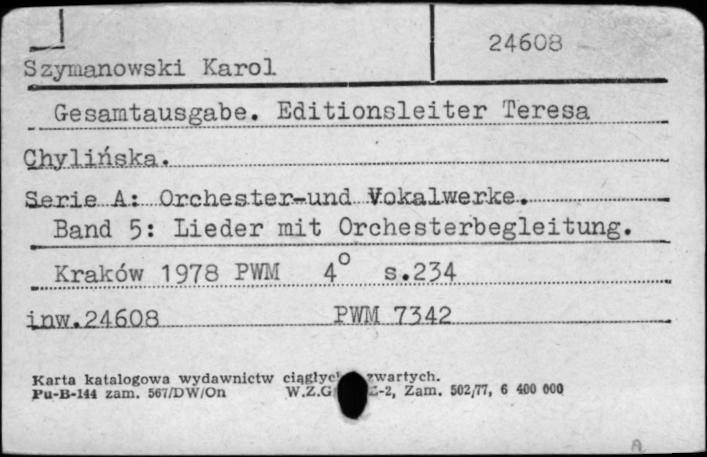 24608
Szymanowski Karol
Gesamtausgabe. Editionsleiter Teresa
Chylińska.
Serie A: Orchester-und Vokalwerke.
Band 5: Lieder mit Orchesterbegleitung.
Kraków 1978 PWM 4° s.234
inw.24608 PWM 7342
Karta katalogowa wydawnictw zwartych.
Pu-B-144 zam. 567/DW/On W.Z.G -2, Zam. 502/77, 6 400 000
A